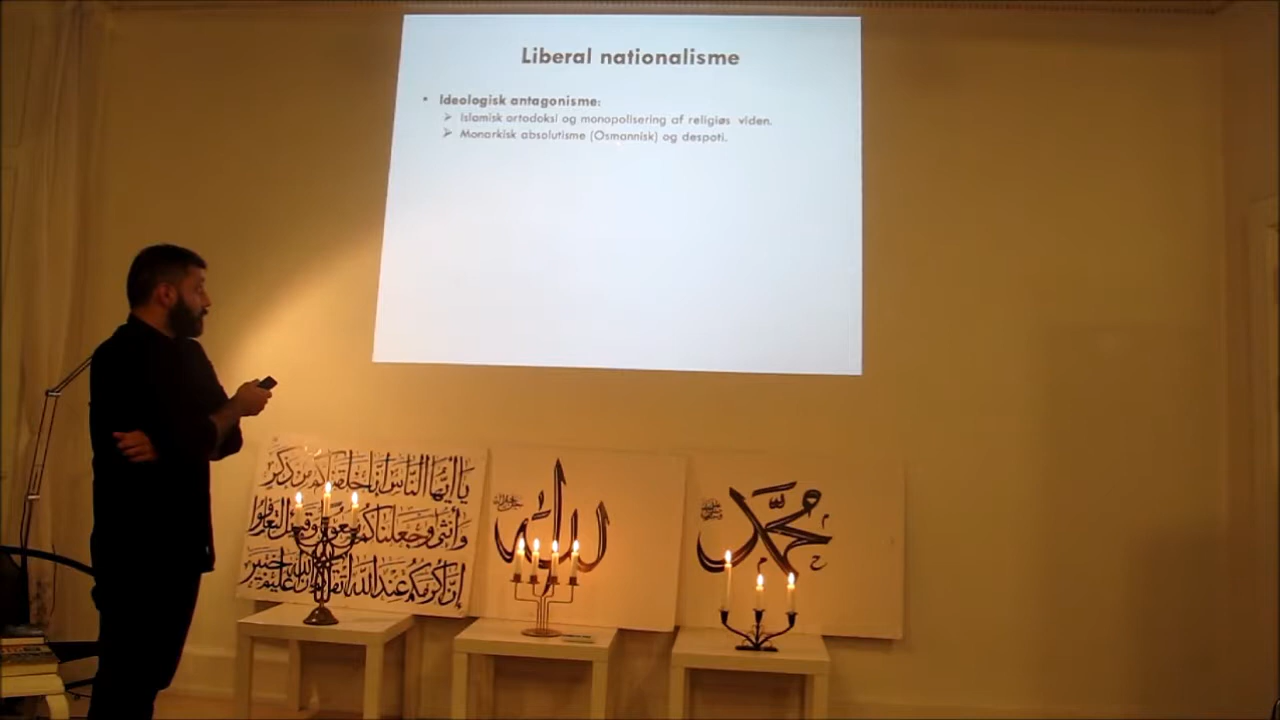 Liberal nationalisme
• Ideologisk antagonisme:
➢ Islamisk ortodoksi og monopolisering af religiøs viden.
➢ Monarkisk absolutisme (Osmannisk) og despoti.
يا أيها الناس إنا خلقناكم من ذكر
وأنثى وجعلناكم شعوبا وقبائل لتعارفوا
إن أكرمكم عند الله أتقاكم إن الله عليم خبير
الله
محمد